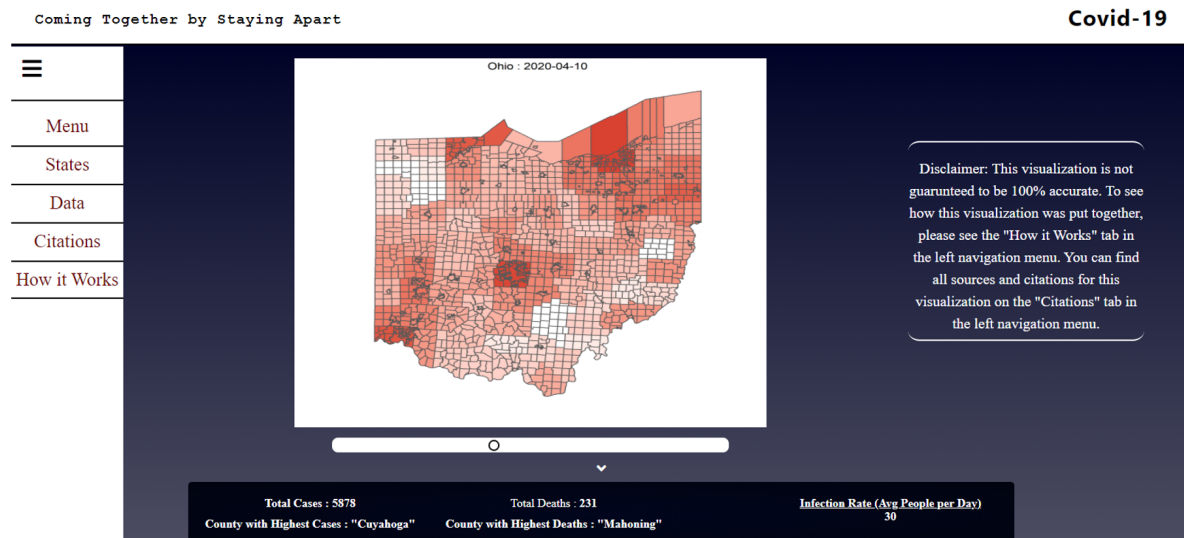 Coming Together by Staying Apart
Covid-19
Menu
States
Data
Citations
How it Works
Ohio : 2020-04-10
Disclaimer: This visualization is not
guarunteed to be 100% accurate. To see
how this visualization was put together,
please see the "How it Works" tab in
the left navigation menu. You can find
all sources and citations for this
visualization on the "Citations" tab in
the left navigation menu.
Total Cases : 5878
County with Highest Cases : "Cuyahoga"
Total Deaths : 231
County with Highest Deaths : "Mahoning"
Infection Rate (Avg People per Day)
30